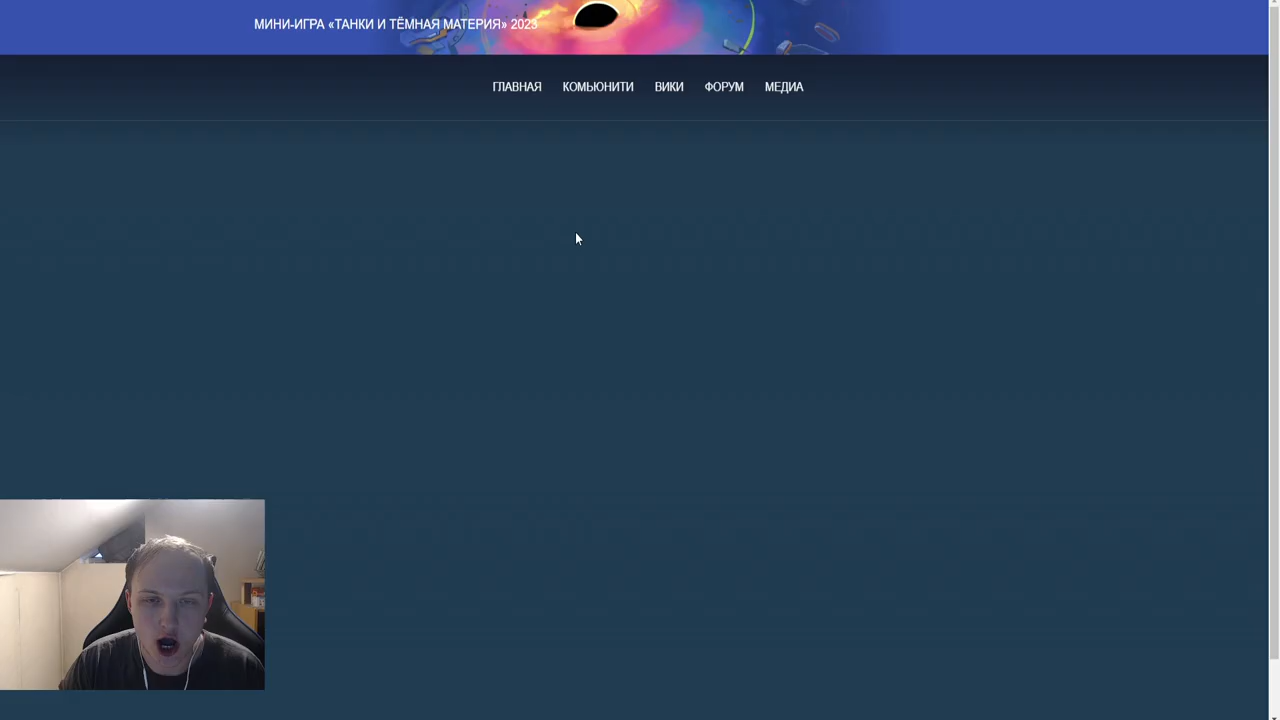 МИНИ-ИГРА «ТАНКИ И ТЁМНАЯ МАТЕРИЯ» 2023
ГЛАВНАЯ КОМЬЮНИТИ ВИКИ ФОРУМ МЕДИА